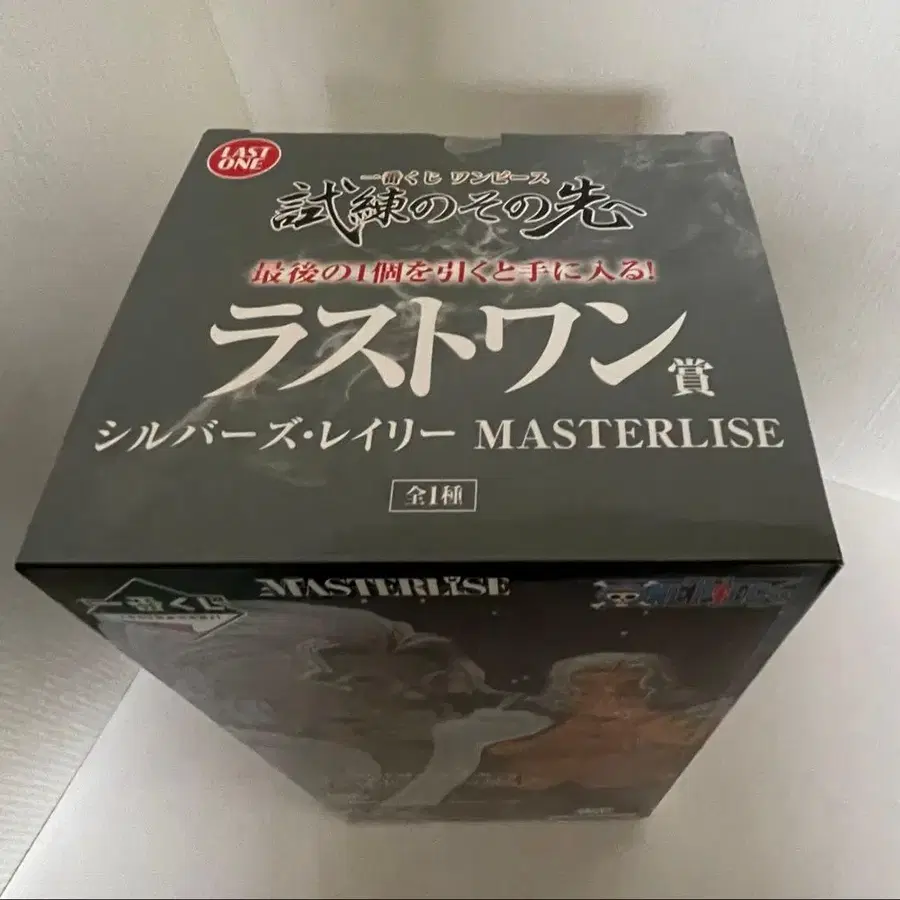 LAST
ONE
一番くじ ワンピース
試練のその先へ
最後の1個を引くと手に入る!
ラストワン賞
シルバーズ・レイリー MASTERLISE
全1種
MASTERLISE